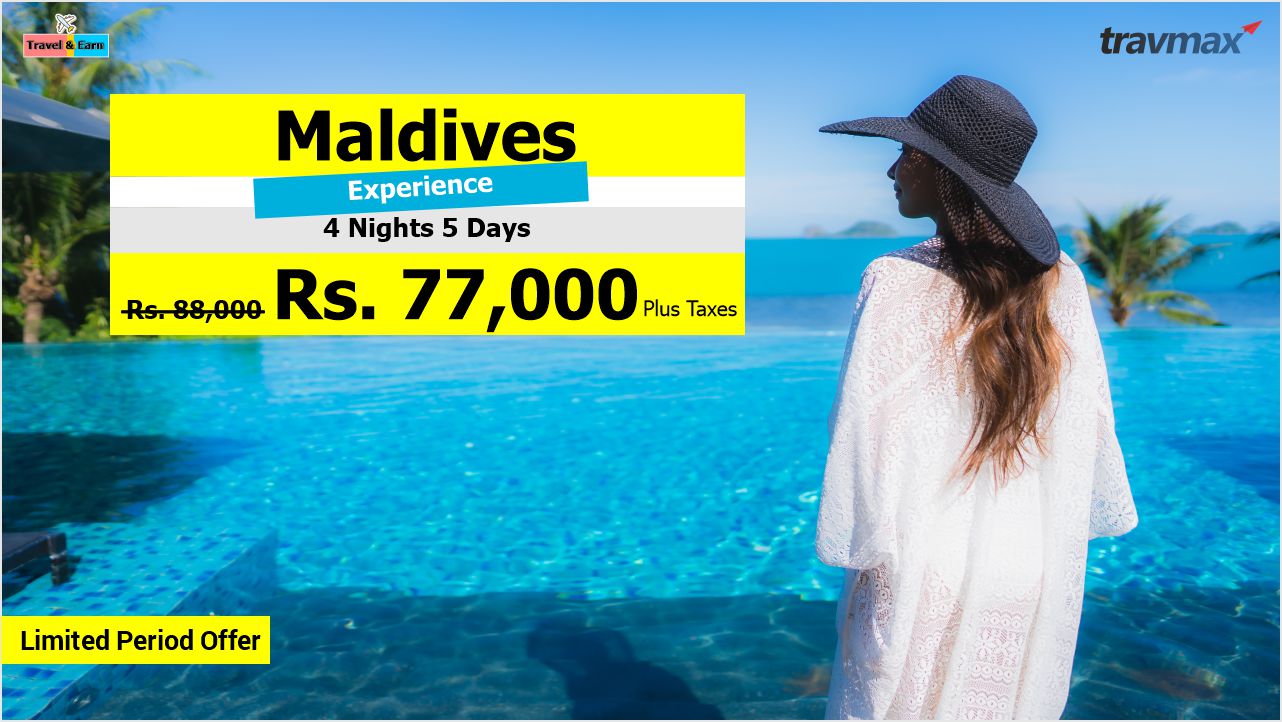 Travel & Earn
travmax
Maldives
Experience
4 Nights 5 Days
Rs. 88,000 Rs. 77,000 Plus Taxes
Limited Period Offer